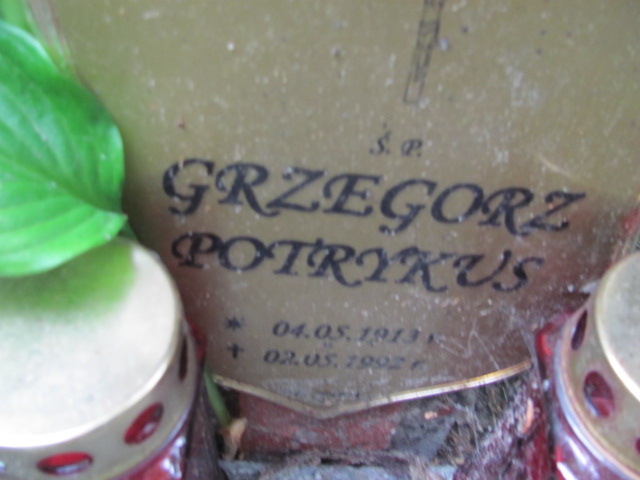 Ś. P.
GRZEGORZ
POTRYKUS
* 04.05.1913 r
† 02.05.1992 r